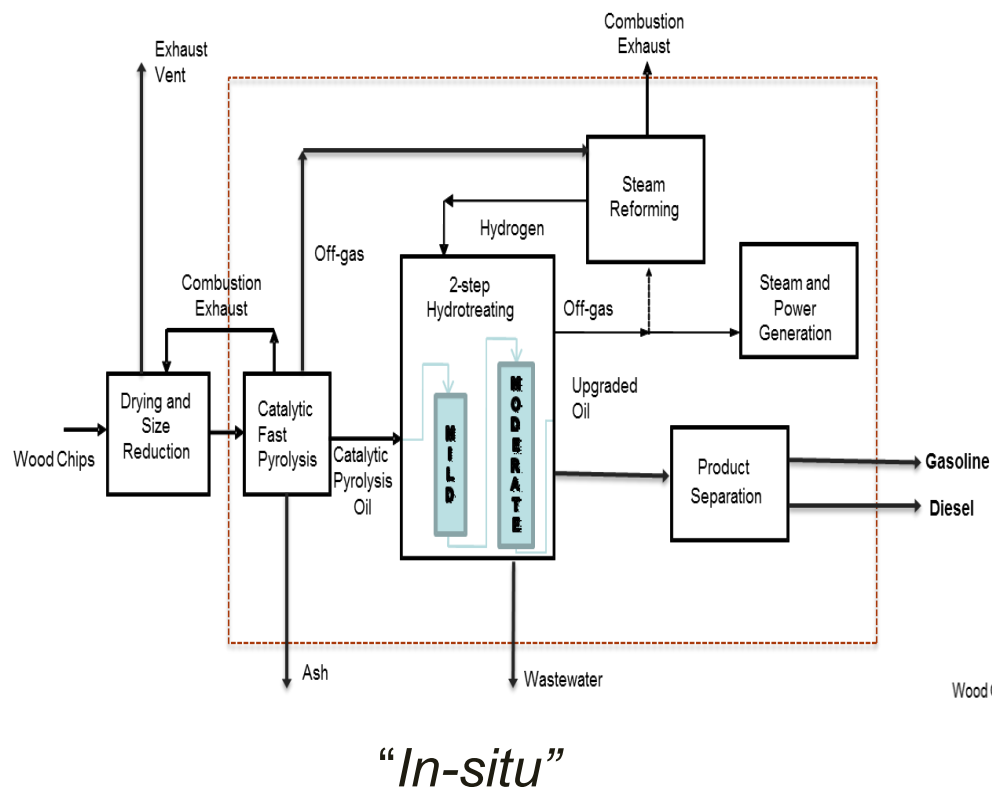 Combustion
Exhaust
Exhaust
Vent
Steam
Reforming
Hydrogen
Off-gas
2-step
Hydrotreating
Off-gas
Steam and
Power
Generation
Combustion
Exhaust
Drying and
Size
Reduction
Catalytic
Fast
Pyrolysis
Wood Chips
Catalytic
Pyrolysis
Oil
MILD
MODERATE
Upgraded
Oil
Product
Separation
Gasoline
Diesel
Ash
Wastewater
Wood
“In-situ”